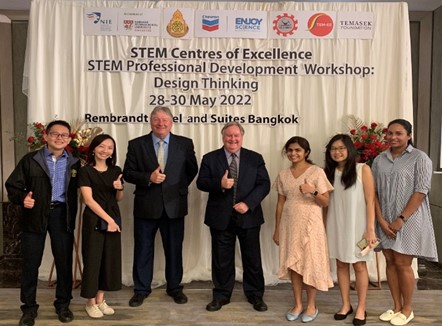 NIE
Chevron
ENJOY
SCIENCE
TEMASEK
FOUNDATION
STEM Centres of Excellence
STEM Professional Development Workshop:
Design Thinking
28-30 May 2022
Rembrandt and Suites Bangkok